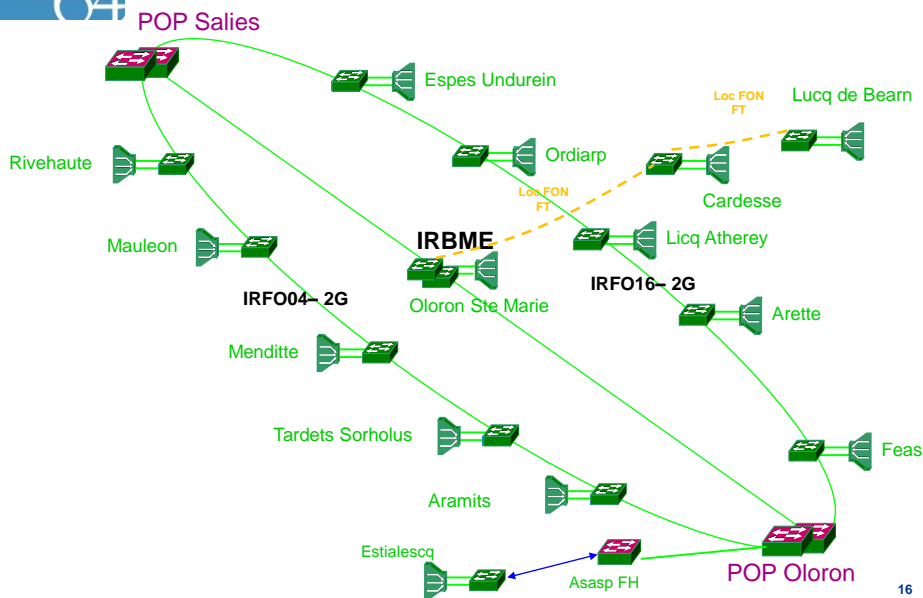 64
POP Salies
Espes Undurein
Loc FON
FT
Lucq de Bearn
Rivehaute
Ordiarp
Cardesse
Loc FON
FT
Mauleon
IRBME
Licq Atherey
IRFO04– 2G
Oloron Ste Marie
IRFO16– 2G
Arette
Menditte
Tardets Sorholus
Feas
Aramits
Estialescq
Asasp FH
POP Oloron
16